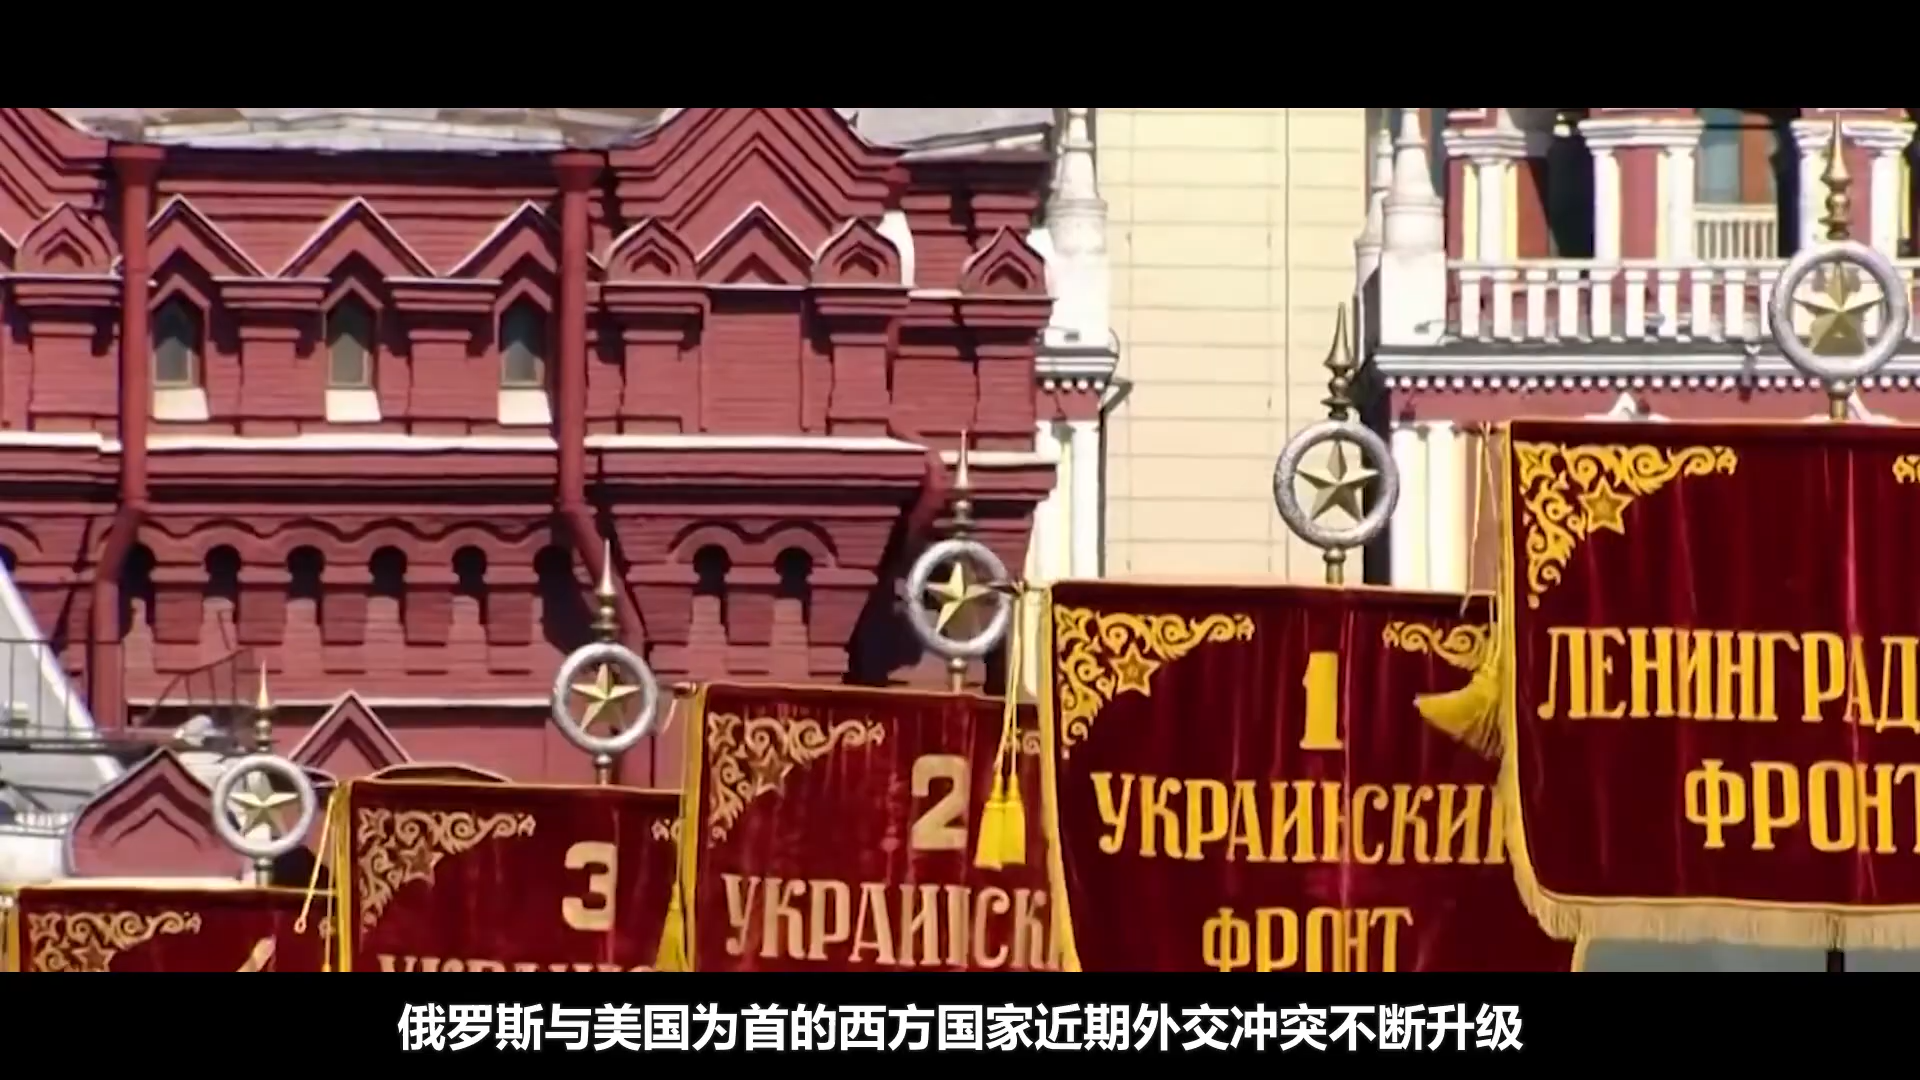 ЛЕНИНГРАД
ФРОНТ
1
УКРАИНСКИЙ
ФРОНТ
2
УКРАИНСК
3
俄罗斯与美国为首的西方国家近期外交冲突不断升级